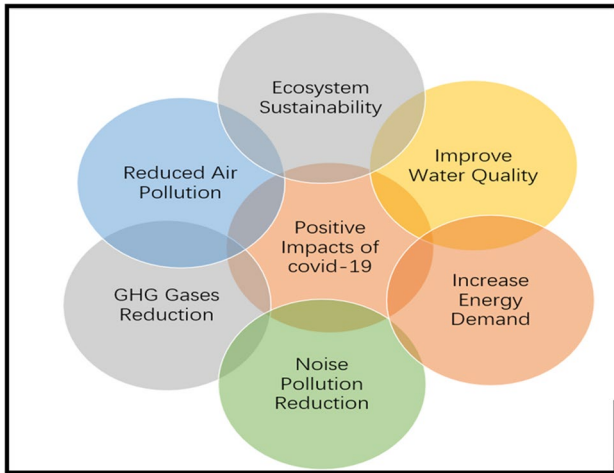 Ecosystem
Sustainability
Reduced Air
Pollution
Improve
Water Quality
Positive
Impacts of
covid-19
GHG Gases
Reduction
Increase
Energy
Demand
Noise
Pollution
Reduction